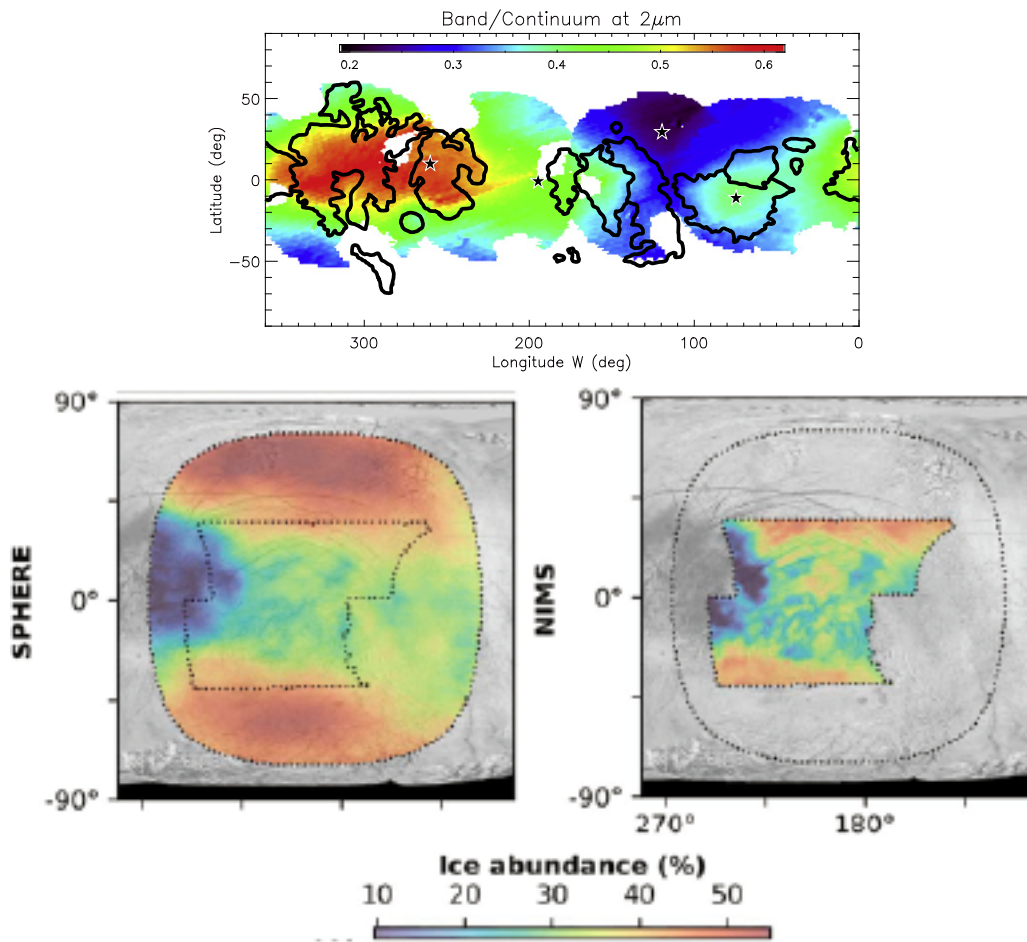 Band/Continuum at 2μm
0.2 0.3 0.4 0.5 0.6
50
0
−50
Latitude (deg)
300 200 100 0
Longitude W (deg)
90°
0°
-90°
SPHERE
90°
0°
-90°
NIMS
270° 180°
Ice abundance (%)
10 20 30 40 50